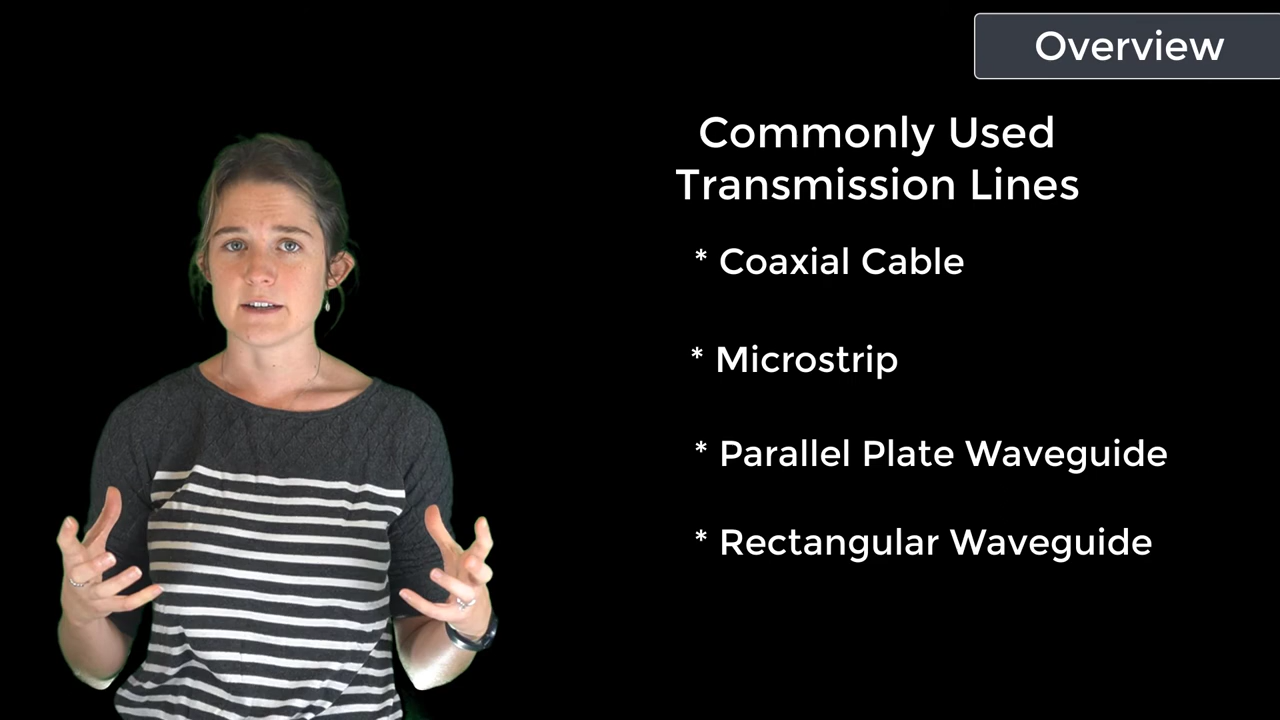 Overview
Commonly Used
Transmission Lines
* Coaxial Cable
* Microstrip
* Parallel Plate Waveguide
* Rectangular Waveguide